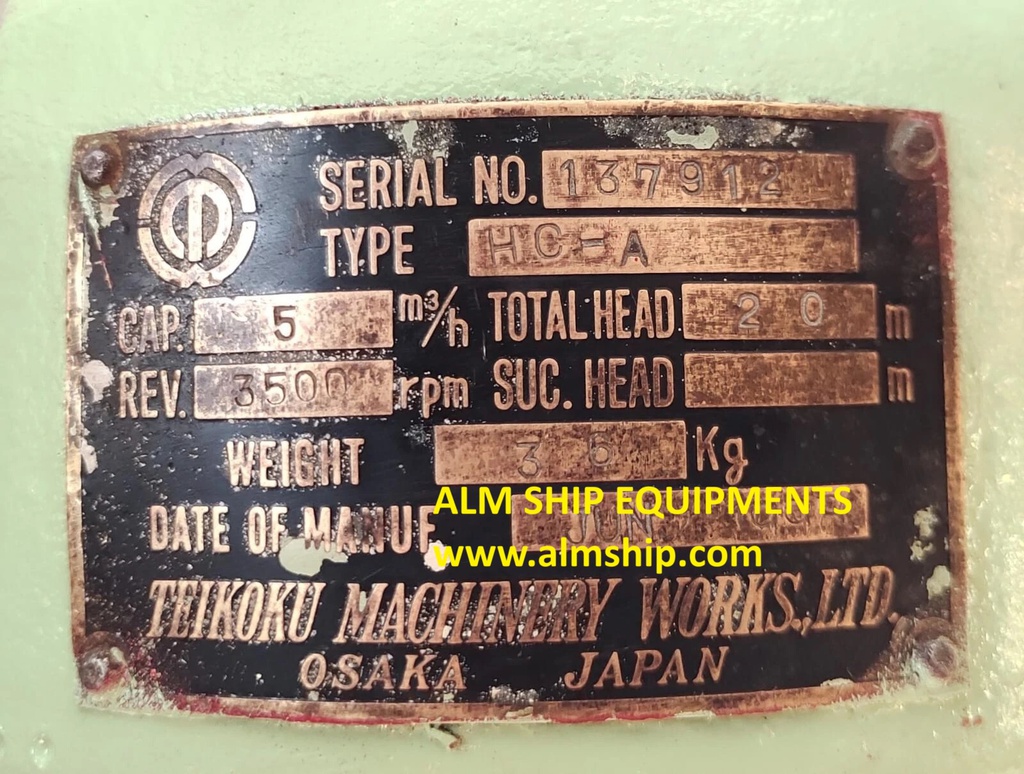 SERIAL NO. 137912
TYPE HC=A
CAP. 5 m³/h TOTAL HEAD 20 m
REV. 3500 rpm SUC. HEAD m
WEIGHT Kg
ALM SHIP EQUIPMENTS
DATE OF MANUF. JUN
www.almship.com
TEIKOKU MACHINERY WORKS., LTD.
OSAKA JAPAN